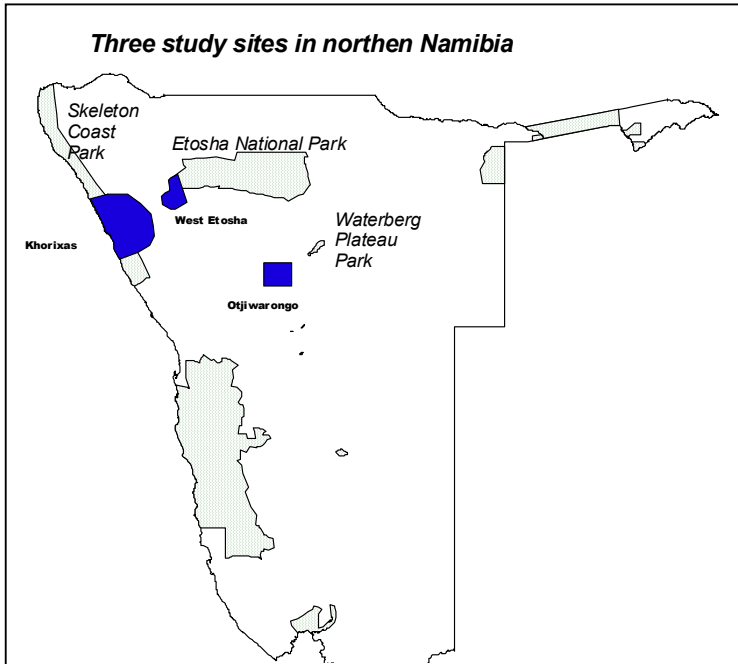 Three study sites in northen Namibia
Skeleton
Coast
Park
Etosha National Park
West Etosha
Waterberg
Plateau
Park
Khorixas
Otjiwarongo